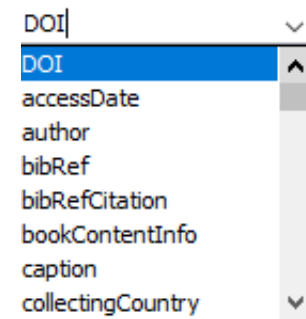 DOI
DOI
accessDate
author
bibRef
bibRefCitation
bookContentInfo
caption
collectingCountry